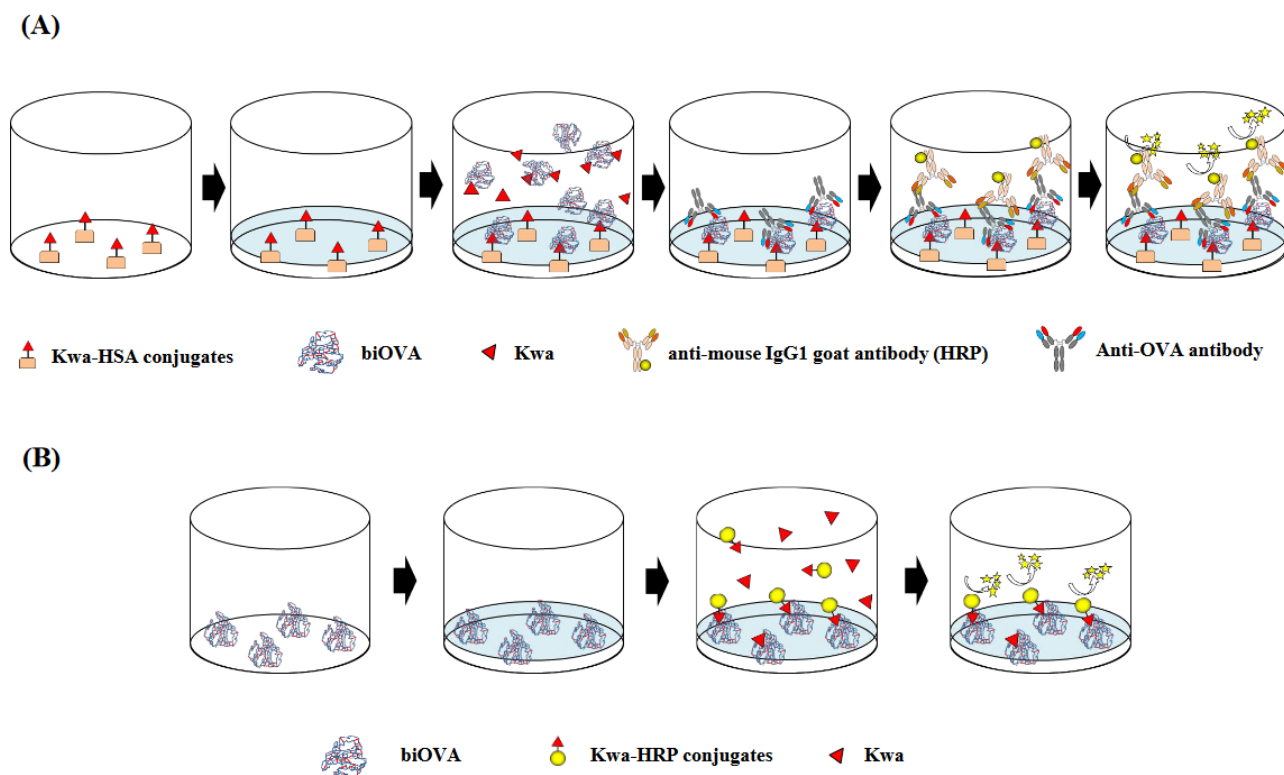 (A)
Kwa-HSA conjugates biOVA Kwa anti-mouse IgG1 goat antibody (HRP) Anti-OVA antibody
(B)
biOVA Kwa-HRP conjugates Kwa